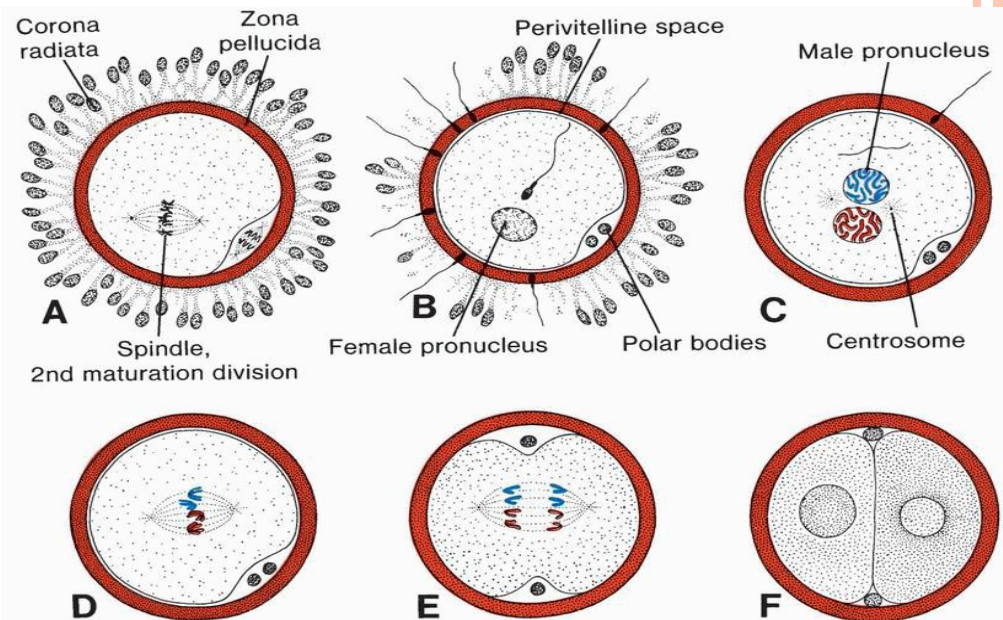 Corona
radiata
Zona
pellucida
Perivitelline space
Male pronucleus
A
B
C
Spindle,
2nd maturation division
Female pronucleus
Polar bodies
Centrosome
D
E
F